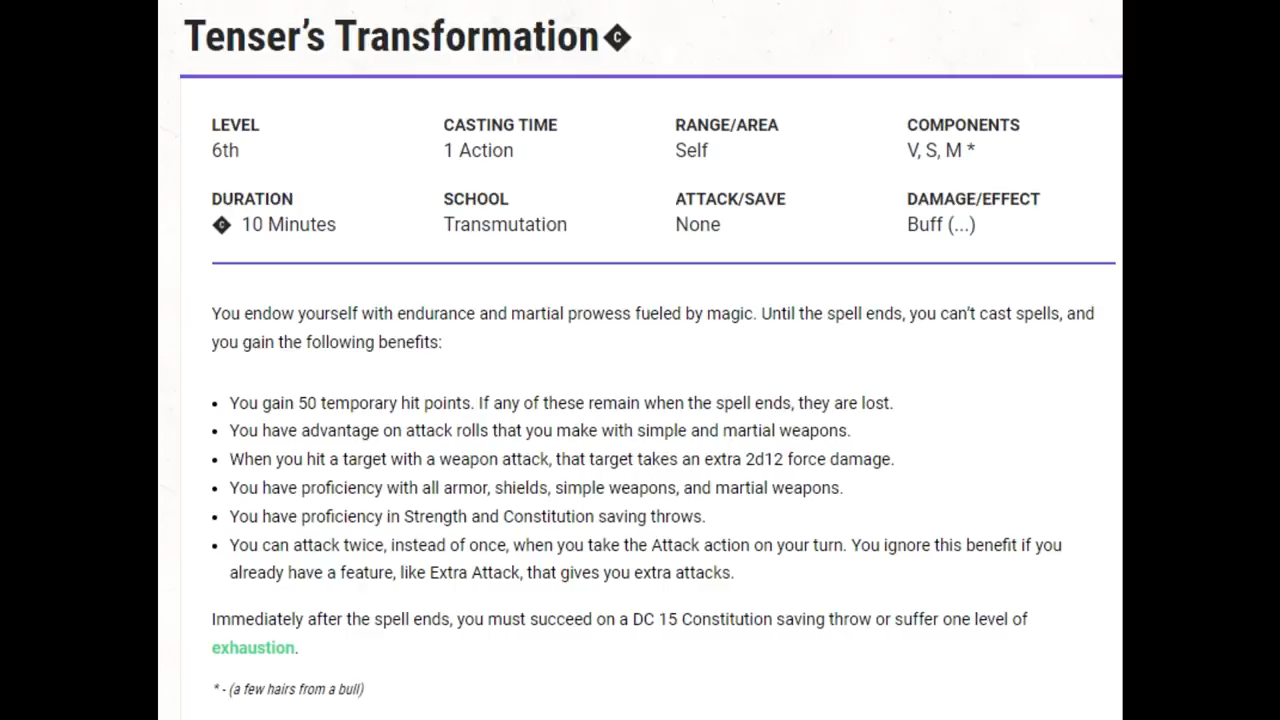 Tenser's Transformation C
LEVEL CASTING TIME RANGE/AREA COMPONENTS
6th 1 Action Self V, S, M *
DURATION SCHOOL ATTACK/SAVE DAMAGE/EFFECT
C 10 Minutes Transmutation None Buff (...)
You endow yourself with endurance and martial prowess fueled by magic. Until the spell ends, you can't cast spells, and
you gain the following benefits:
• You gain 50 temporary hit points. If any of these remain when the spell ends, they are lost.
• You have advantage on attack rolls that you make with simple and martial weapons.
• When you hit a target with a weapon attack, that target takes an extra 2d12 force damage.
• You have proficiency with all armor, shields, simple weapons, and martial weapons.
• You have proficiency in Strength and Constitution saving throws.
• You can attack twice, instead of once, when you take the Attack action on your turn. You ignore this benefit if you
already have a feature, like Extra Attack, that gives you extra attacks.
Immediately after the spell ends, you must succeed on a DC 15 Constitution saving throw or suffer one level of
exhaustion.
* - (a few hairs from a bull)